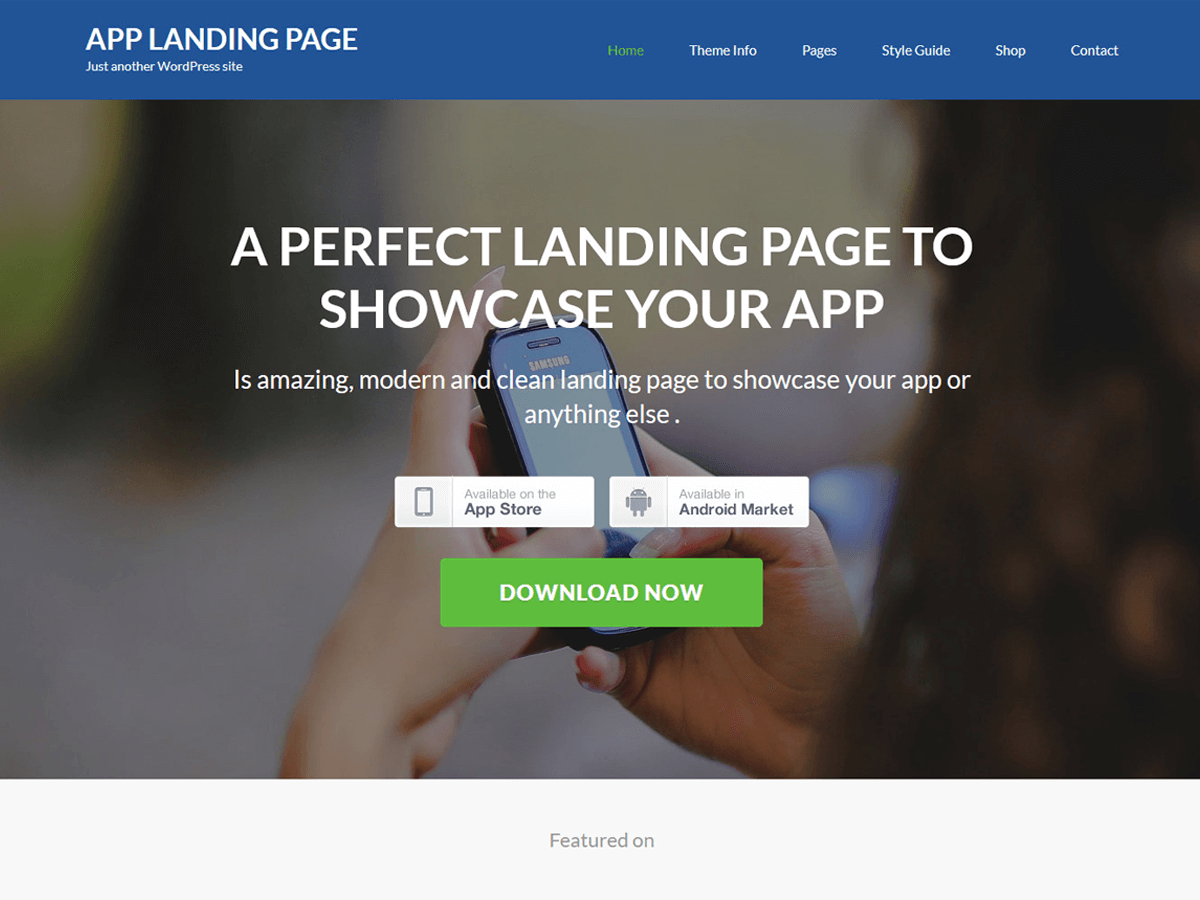 APP LANDING PAGE
Just another WordPress site
Home Theme Info Pages Style Guide Shop Contact
A PERFECT LANDING PAGE TO
SHOWCASE YOUR APP
SAMSUNG
Is amazing, modern and clean landing page to showcase your app or
anything else .
Available on the
App Store
Available in
Android Market
DOWNLOAD NOW
Featured on